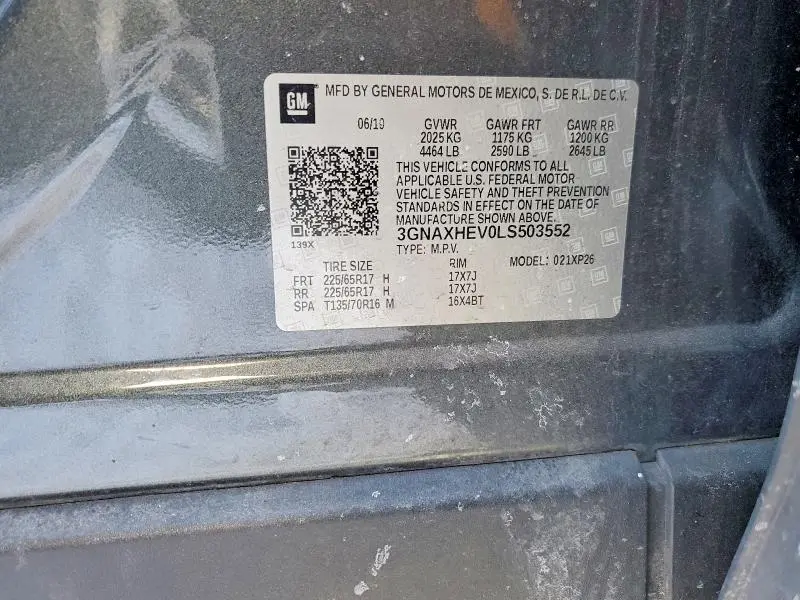 GM
MFD BY GENERAL MOTORS DE MEXICO, S. DE R.L. DE C.V.
06/19 GVWR GAWR FRT GAWR RR
2025 KG 1175 KG 1200 KG
4464 LB 2590 LB 2645 LB
THIS VEHICLE CONFORMS TO ALL
APPLICABLE U.S. FEDERAL MOTOR
VEHICLE SAFETY AND THEFT PREVENTION
STANDARDS IN EFFECT ON THE DATE OF
MANUFACTURE SHOWN ABOVE.
139X 3GNAXHEV0LS503552
TYPE: M.P.V. MODEL: 021XP26
TIRE SIZE RIM
FRT 225/65R17 H 17X7J
RR 225/65R17 H 17X7J
SPA T135/70R16 M 16X4BT